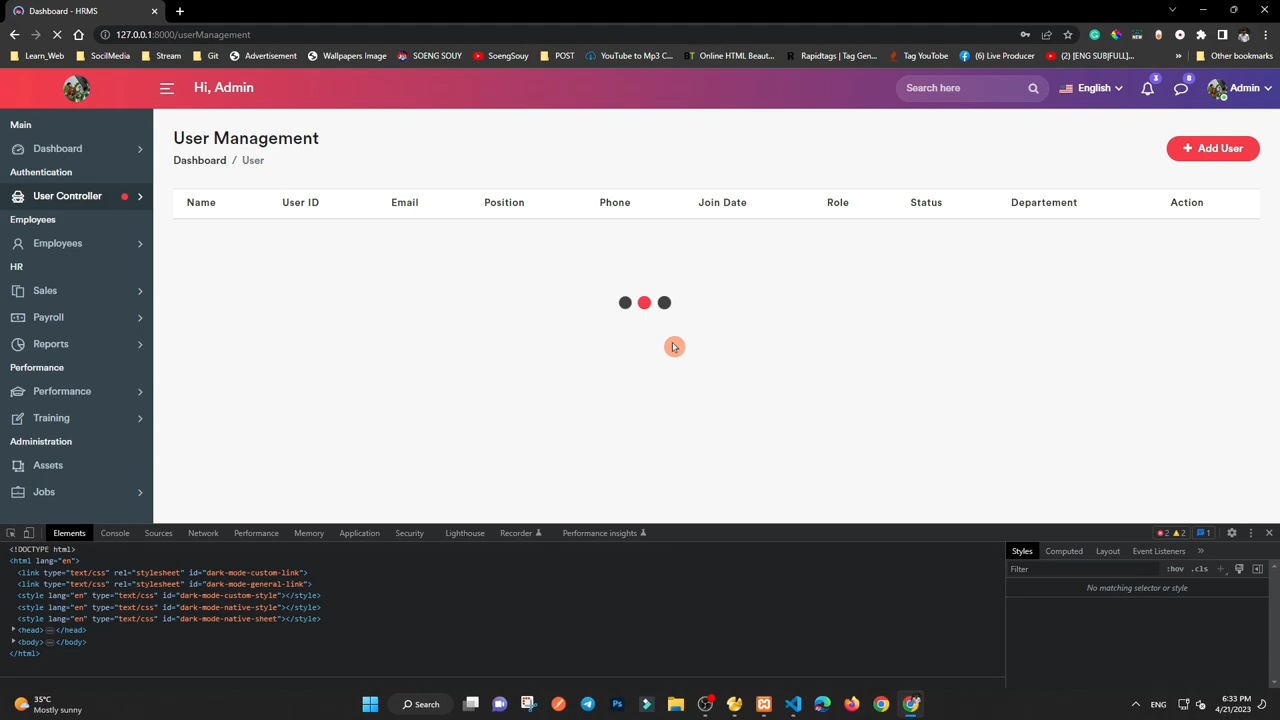 Dashboard - HRMS
127.0.0.1:8000/userManagement
Learn_Web SocilMedia Stream Git Advertisement Wallpapers Image SOENG SOUY SoengSouy POST YouTube to Mp3 C... Online HTML Beaut... Rapidtags | Tag Gen... Tag YouTube (6) Live Producer (2) [ENG SUB|FULL]... » Other bookmarks
Hi, Admin
Search here
English
3
8
Admin
Main
Dashboard
Authentication
User Controller
Employees
Employees
HR
Sales
Payroll
Reports
Performance
Performance
Training
Administration
Assets
Jobs
User Management
Dashboard / User
+ Add User
Name User ID Email Position Phone Join Date Role Status Departement Action
Elements Console Sources Network Performance Memory Application Security Lighthouse Recorder Performance insights 2 2 1
<!DOCTYPE html>
<html lang="en">
<link type="text/css" rel="stylesheet" id="dark-mode-custom-link">
<link type="text/css" rel="stylesheet" id="dark-mode-general-link">
<style lang="en" type="text/css" id="dark-mode-custom-style"></style>
<style lang="en" type="text/css" id="dark-mode-native-style"></style>
<style lang="en" type="text/css" id="dark-mode-native-sheet"></style>
<head> </head>
<body> </body>
</html>
Styles Computed Layout Event Listeners »
Filter :hov .cls +
No matching selector or style
35°C
Mostly sunny
Search
ENG
6:33 PM
4/21/2023